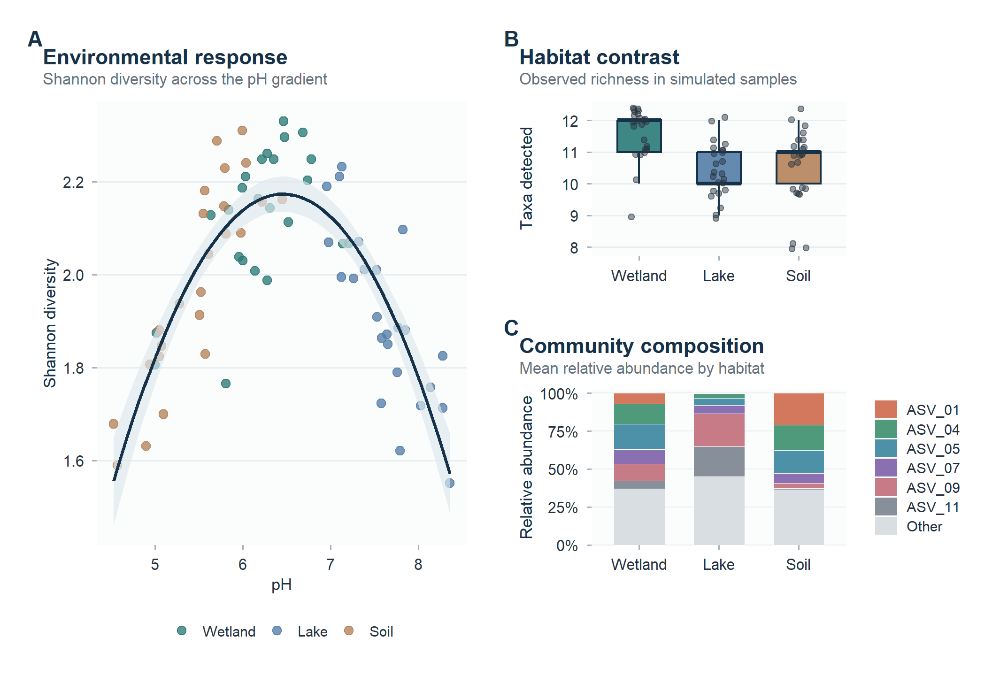 A
Environmental response
Shannon diversity across the pH gradient
Shannon diversity
2.2
2.0
1.8
1.6
5 6 7 8
pH
Wetland Lake Soil
B
Habitat contrast
Observed richness in simulated samples
Taxa detected
12
11
10
9
8
Wetland Lake Soil
C
Community composition
Mean relative abundance by habitat
Relative abundance
100%
75%
50%
25%
0%
Wetland Lake Soil
ASV_01
ASV_04
ASV_05
ASV_07
ASV_09
ASV_11
Other